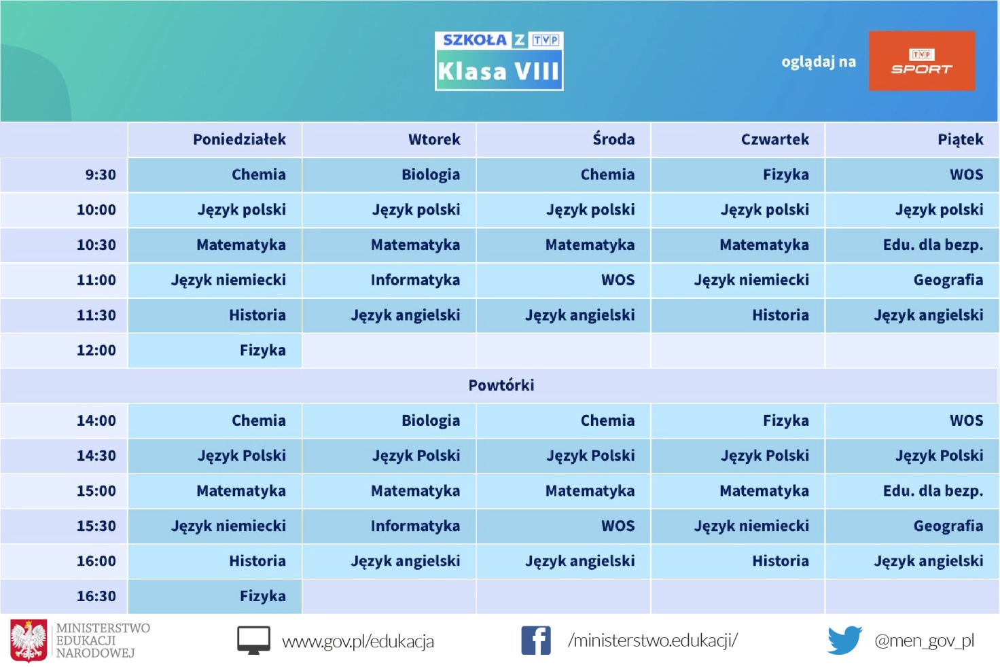 SZKOŁA Z TVP
Klasa VIII
oglądaj na
TVP
SPORT
Poniedziałek Wtorek Środa Czwartek Piątek
9:30 Chemia Biologia Chemia Fizyka WOS
10:00 Język polski Język polski Język polski Język polski Język polski
10:30 Matematyka Matematyka Matematyka Matematyka Edu. dla bezp.
11:00 Język niemiecki Informatyka WOS Język niemiecki Geografia
11:30 Historia Język angielski Język angielski Historia Język angielski
12:00 Fizyka
Powtórki
14:00 Chemia Biologia Chemia Fizyka WOS
14:30 Język Polski Język Polski Język Polski Język Polski Język Polski
15:00 Matematyka Matematyka Matematyka Matematyka Edu. dla bezp.
15:30 Język niemiecki Informatyka WOS Język niemiecki Geografia
16:00 Historia Język angielski Język angielski Historia Język angielski
16:30 Fizyka
MINISTERSTWO
EDUKACJI
NARODOWEJ
www.gov.pl/edukacja
/ministerstwo.edukacji/
@men_gov_pl